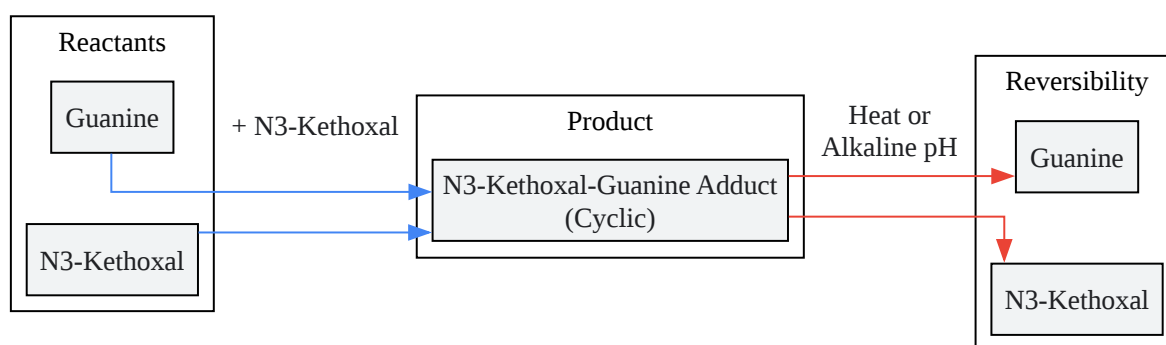 Reactants
Guanine
N3-Kethoxal
+ N3-Kethoxal
Product
N3-Kethoxal-Guanine Adduct
(Cyclic)
Heat or
Alkaline pH
Reversibility
Guanine
N3-Kethoxal